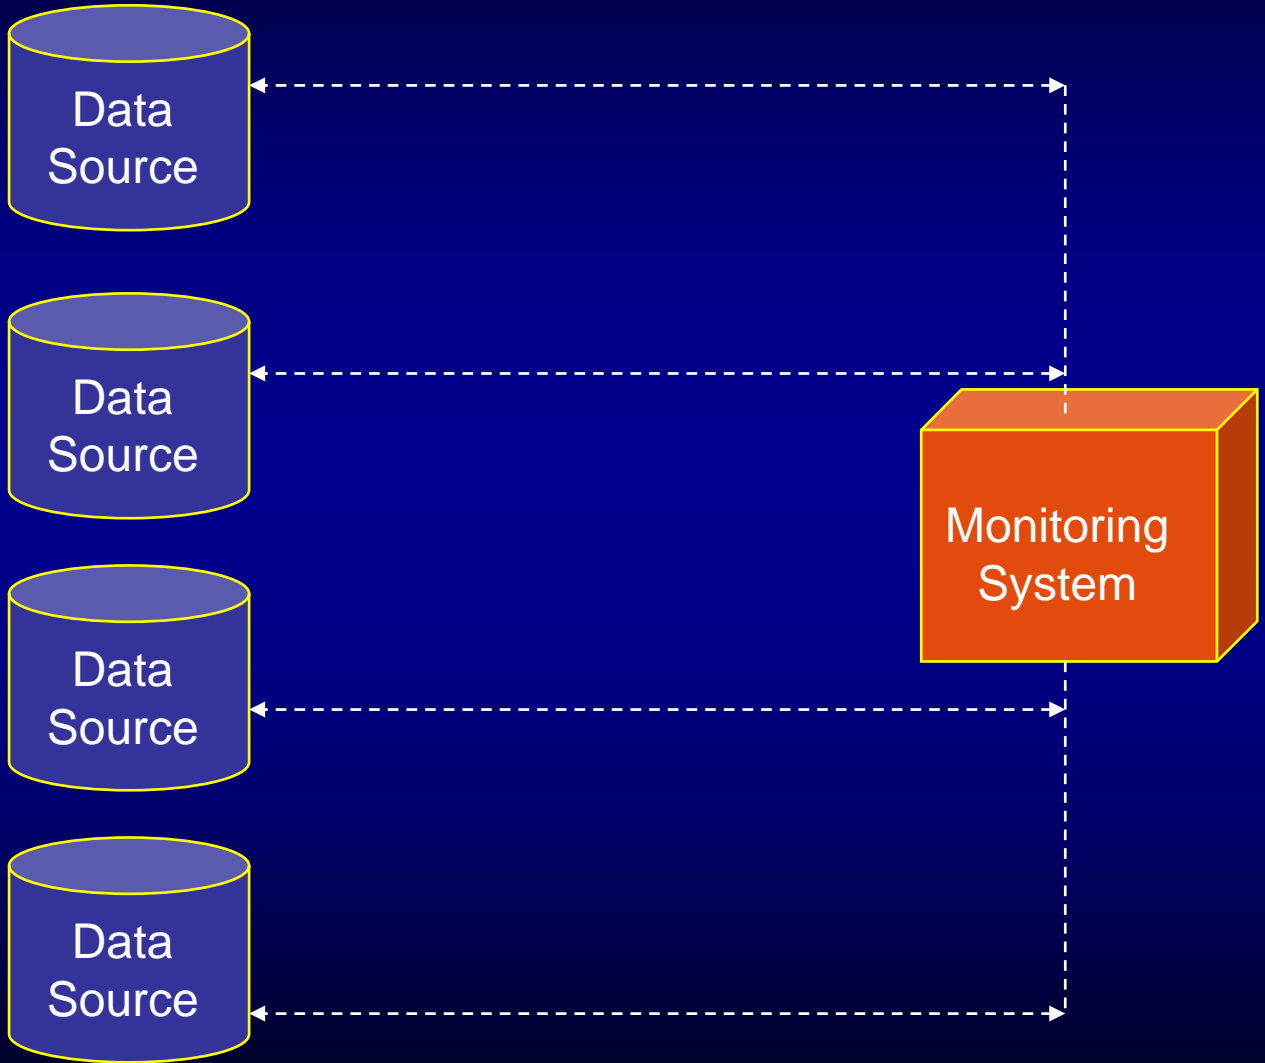 Data
Source
Data
Source
Monitoring
System
Data
Source
Data
Source